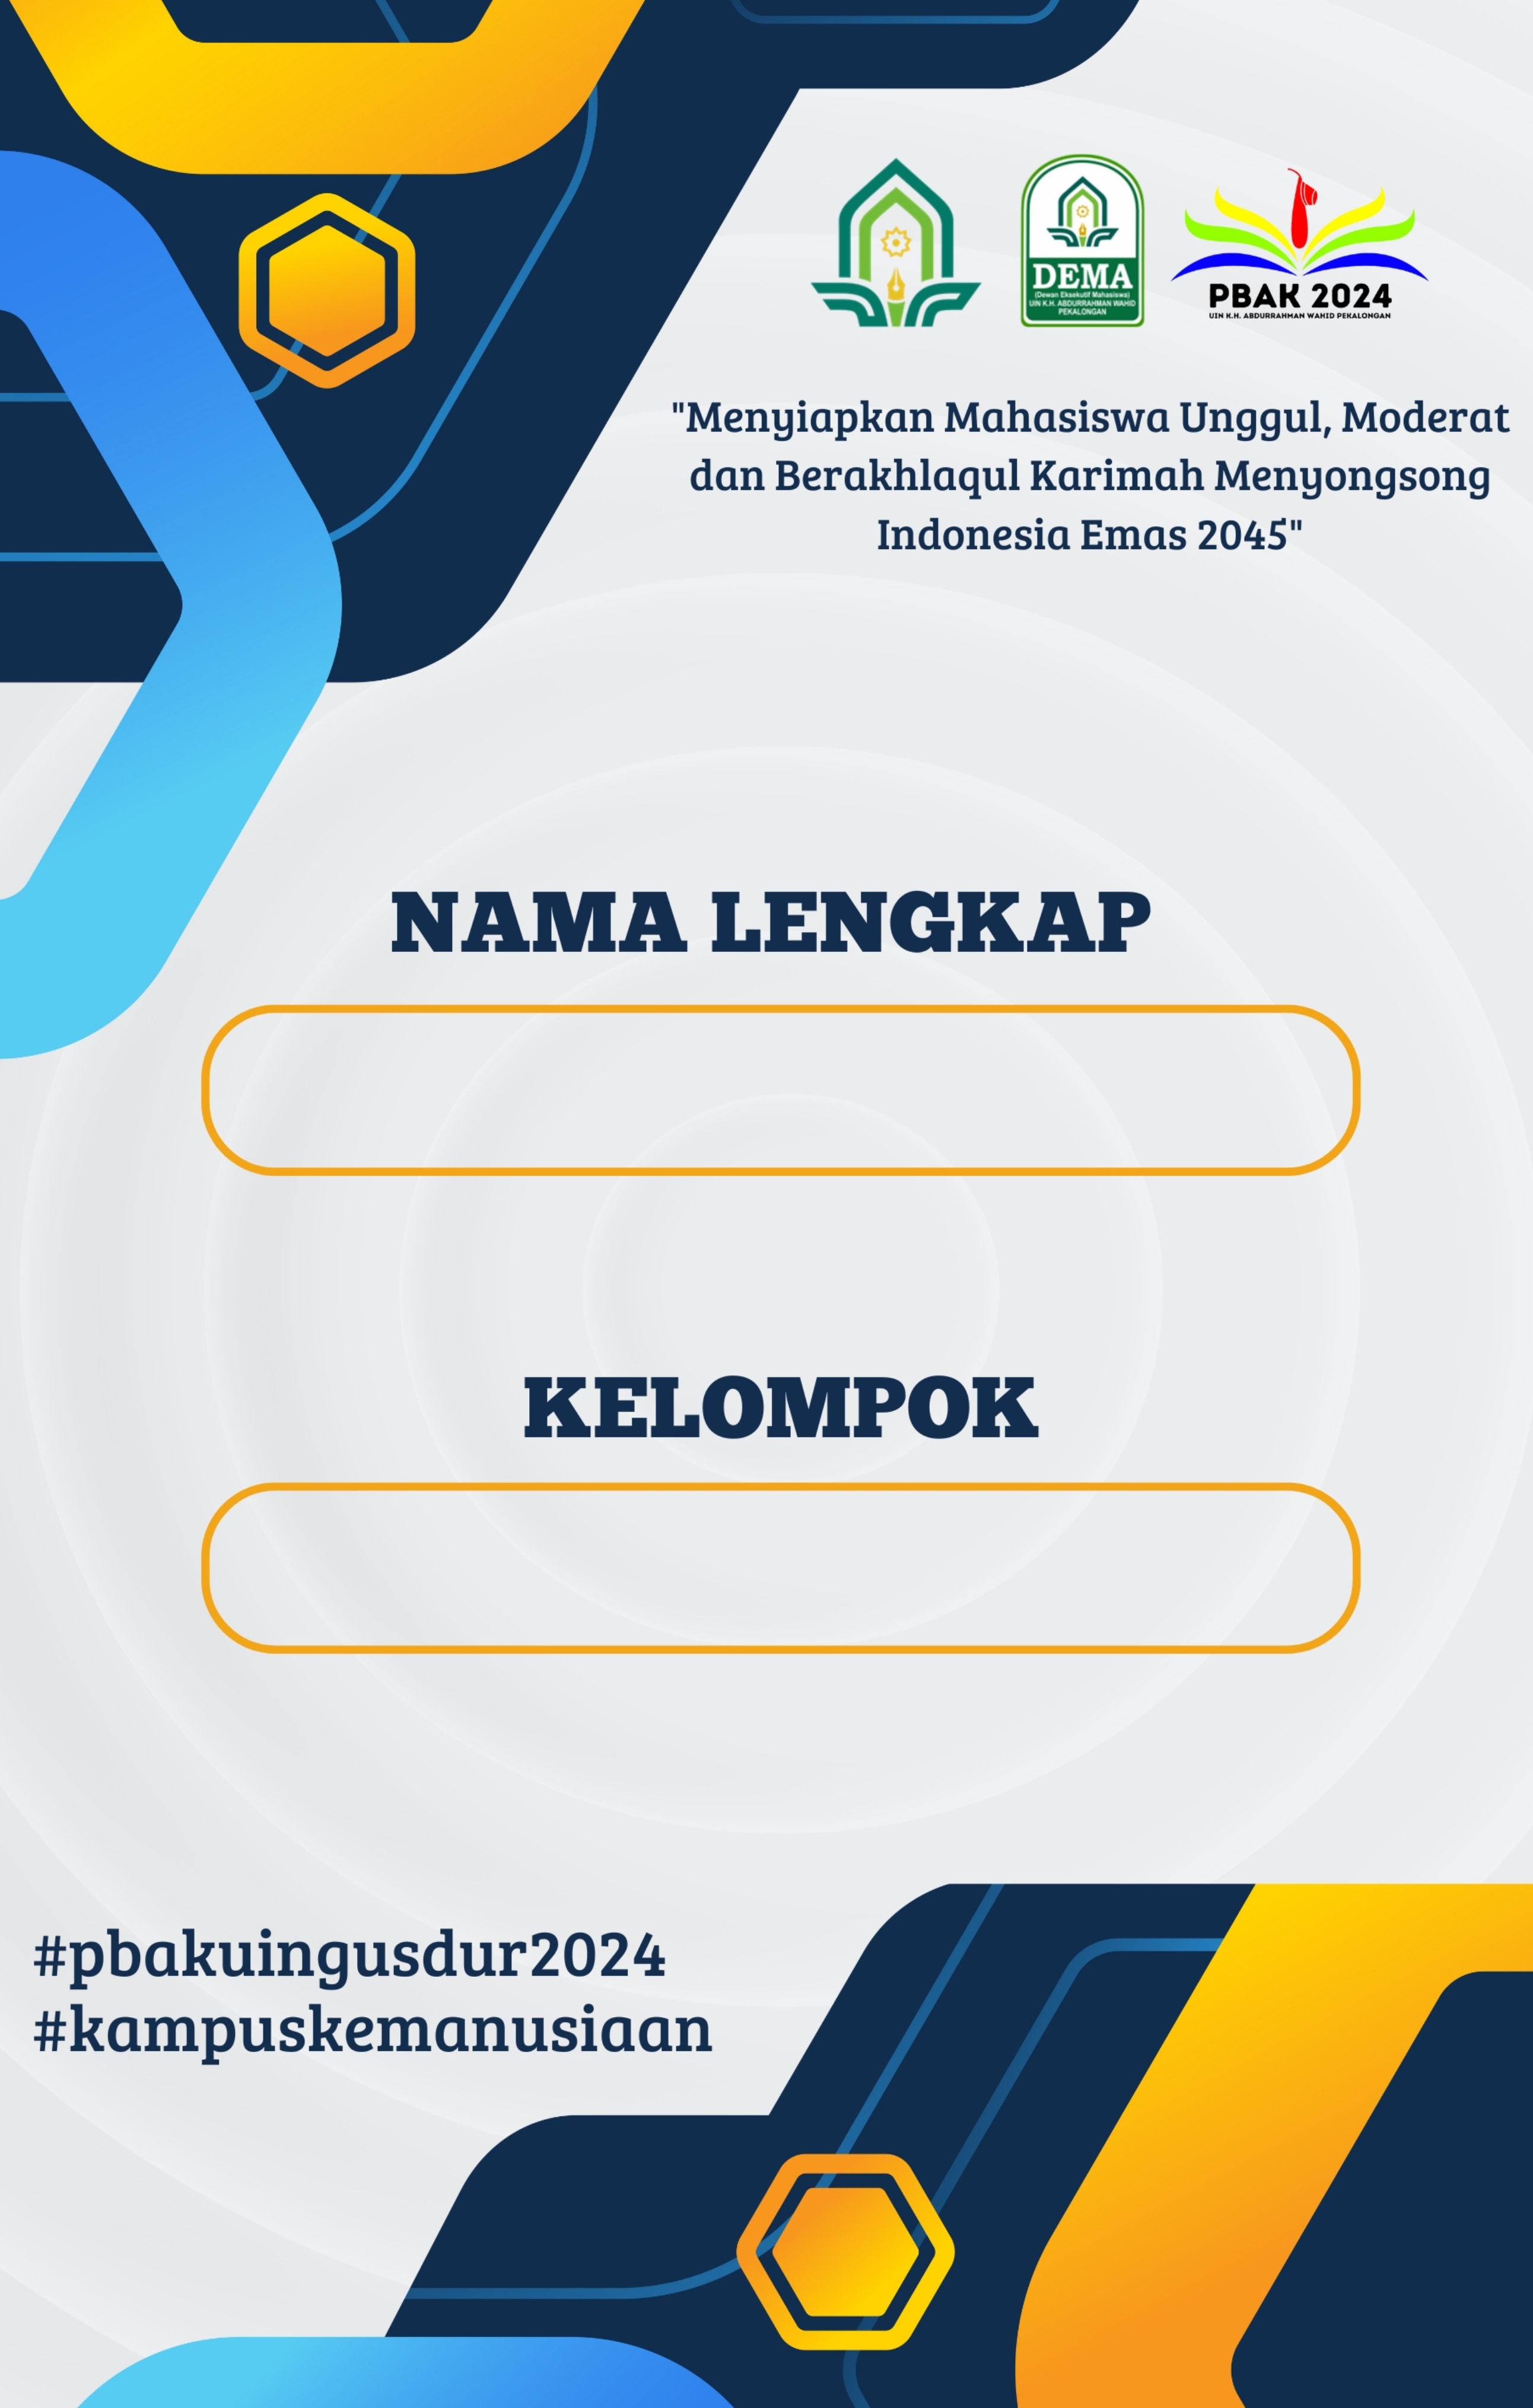 DEMA
(Dewan Eksekutif Mahasiswa)
UIN K.H. ABDURRAHMAN WAHID
PEKALONGAN
PBAK 2024
UIN K.H. ABDURRAHMAN WAHID PEKALONGAN
"Menyiapkan Mahasiswa Unggul, Moderat
dan Berakhlaqul Karimah Menyongsong
Indonesia Emas 2045"
NAMA LENGKAP
KELOMPOK
#pbakuingusdur2024
#kampuskemanusiaan